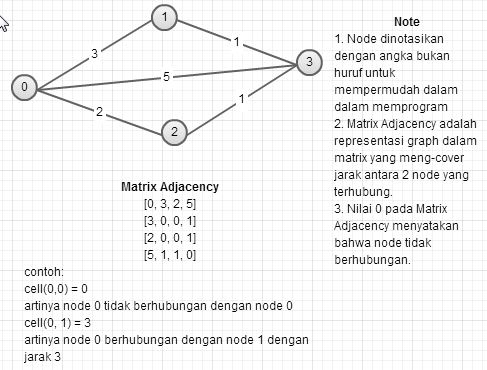 1
3
1
0
5
3
2
1
2
Matrix Adjacency
[0, 3, 2, 5]
[3, 0, 0, 1]
[2, 0, 0, 1]
[5, 1, 1, 0]
contoh:
cell(0,0) = 0
artinya node 0 tidak berhubungan dengan node 0
cell(0, 1) = 3
artinya node 0 berhubungan dengan node 1 dengan
jarak 3
Note
1. Node dinotasikan
dengan angka bukan
huruf untuk
mempermudah dalam
dalam memprogram
2. Matrix Adjacency adalah
representasi graph dalam
matrix yang meng-cover
jarak antara 2 node yang
terhubung.
3. Nilai 0 pada Matrix
Adjacency menyatakan
bahwa node tidak
berhubungan.